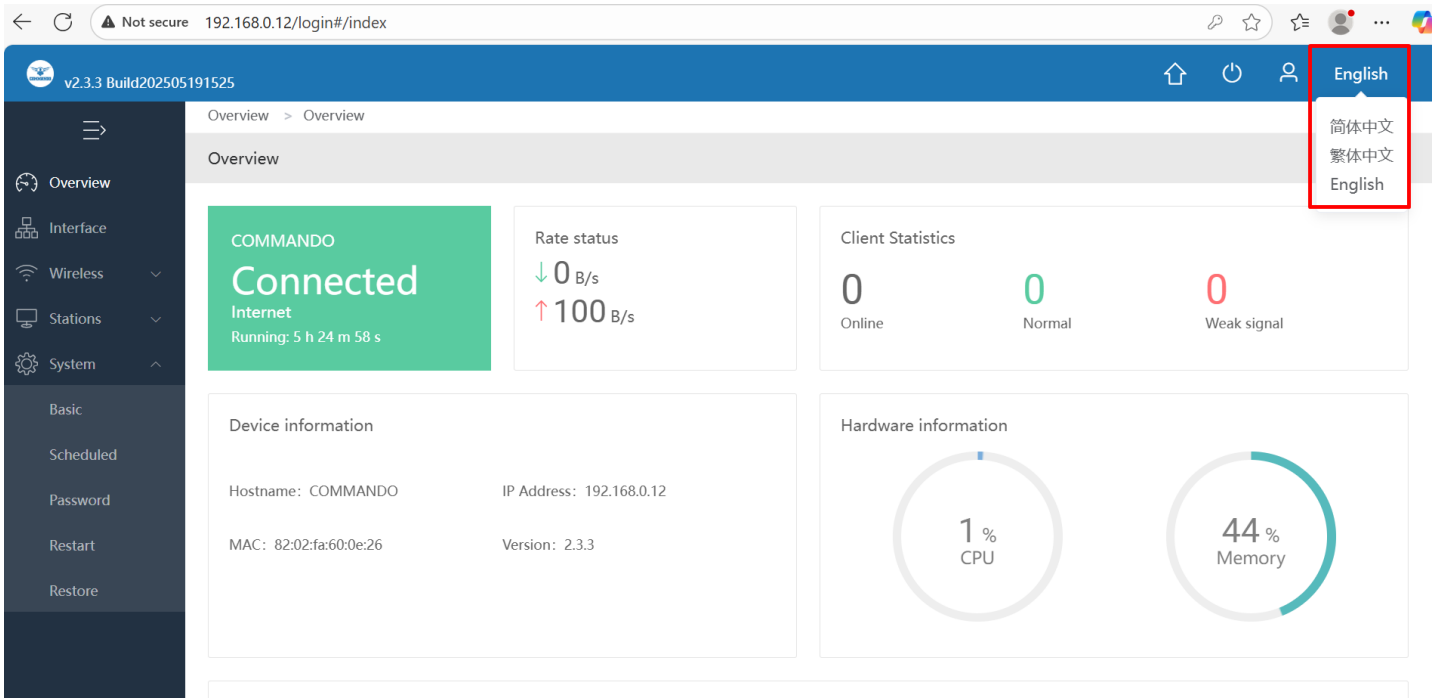 Not secure 192.168.0.12/login#/index
v2.3.3 Build202505191525
English
简体中文
繁体中文
English
Overview > Overview
Overview
Overview
Interface
Wireless
Stations
System
Basic
Scheduled
Password
Restart
Restore
COMMANDO
Connected
Internet
Running: 5 h 24 m 58 s
Rate status
↓ 0 B/s
↑ 100 B/s
Client Statistics
0 0 0
Online Normal Weak signal
Device information
Hostname: COMMANDO IP Address: 192.168.0.12
MAC: 82:02:fa:60:0e:26 Version: 2.3.3
Hardware information
1 %
CPU
44 %
Memory